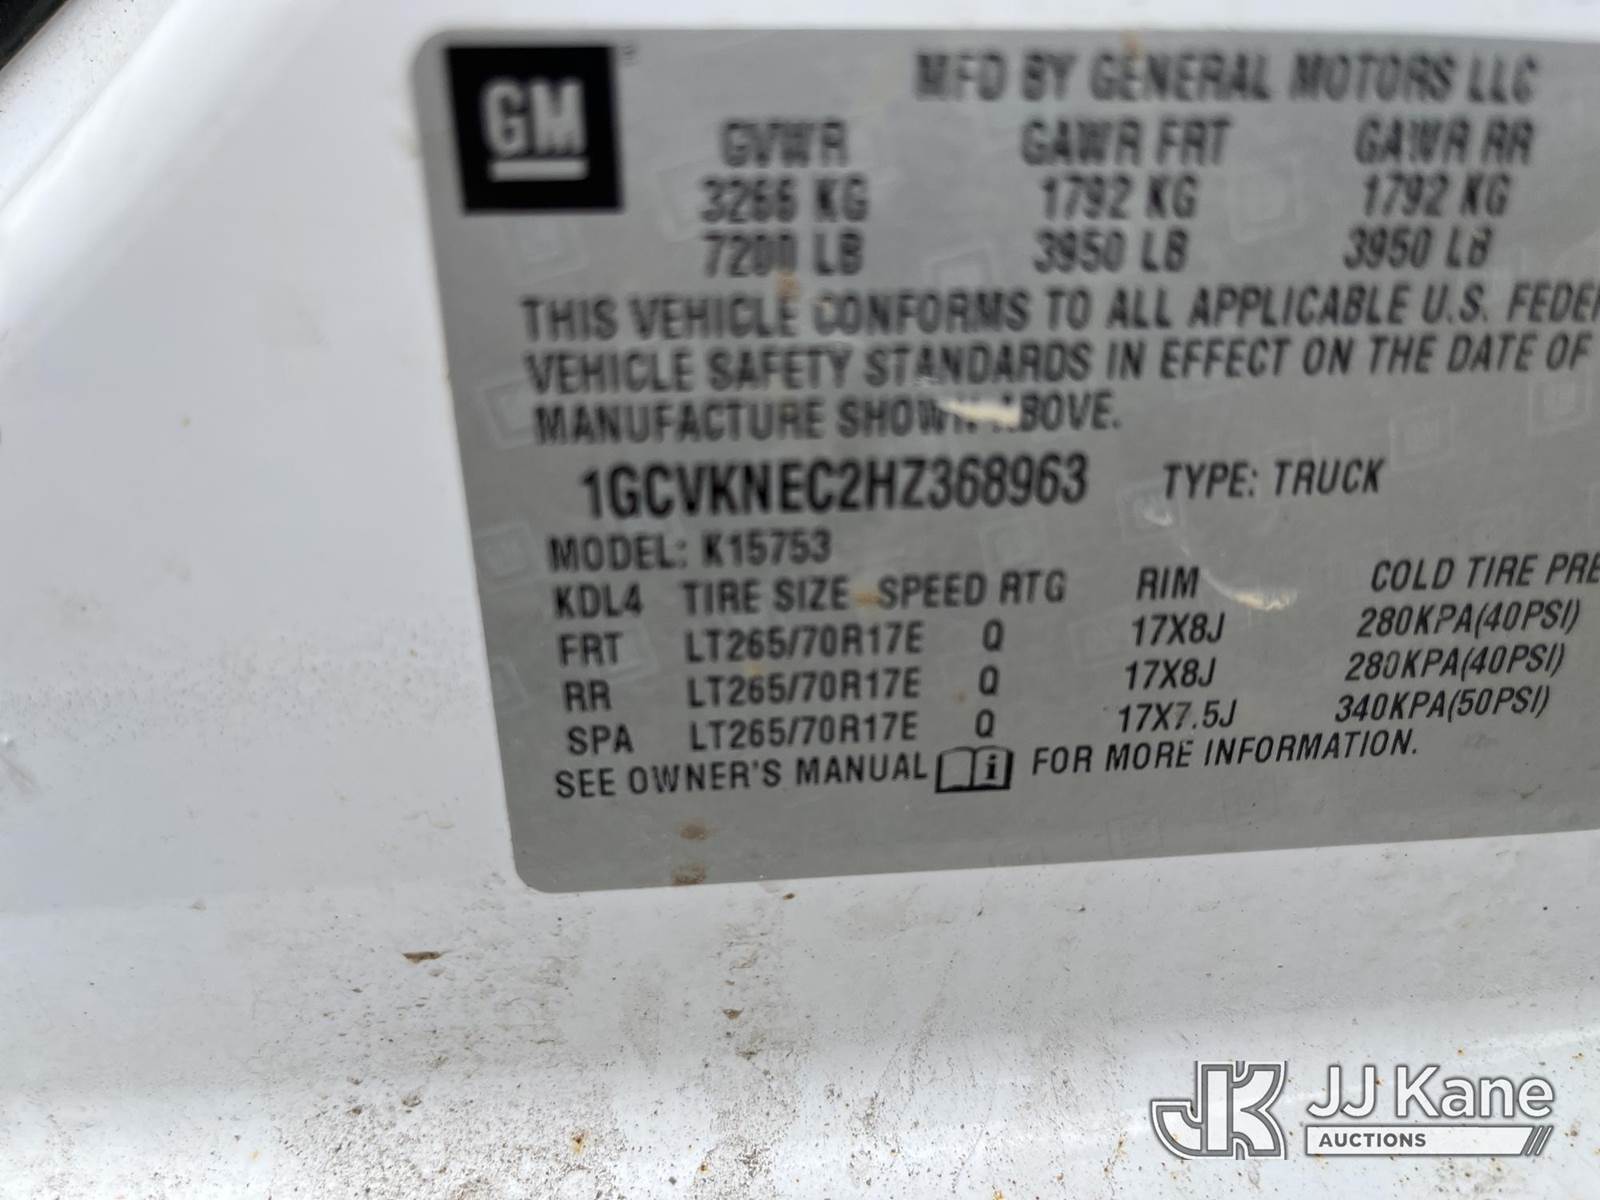 GM
MFD BY GENERAL MOTORS LLC
GVWR GAWR FRT GAWR RR
3266 KG 1792 KG 1792 KG
7200 LB 3950 LB 3950 LB
THIS VEHICLE CONFORMS TO ALL APPLICABLE U.S. FEDER
VEHICLE SAFETY STANDARDS IN EFFECT ON THE DATE OF
MANUFACTURE SHOWN ABOVE.
1GCVKNEC2HZ368963 TYPE: TRUCK
MODEL: K15753
KDL4 TIRE SIZE SPEED RTG RIM COLD TIRE PRE
FRT LT265/70R17E Q 17X8J 280KPA(40PSI)
RR LT265/70R17E Q 17X8J 280KPA(40PSI)
SPA LT265/70R17E Q 17X7.5J 340KPA(50PSI)
SEE OWNER'S MANUAL i FOR MORE INFORMATION.
JK JJ Kane
AUCTIONS